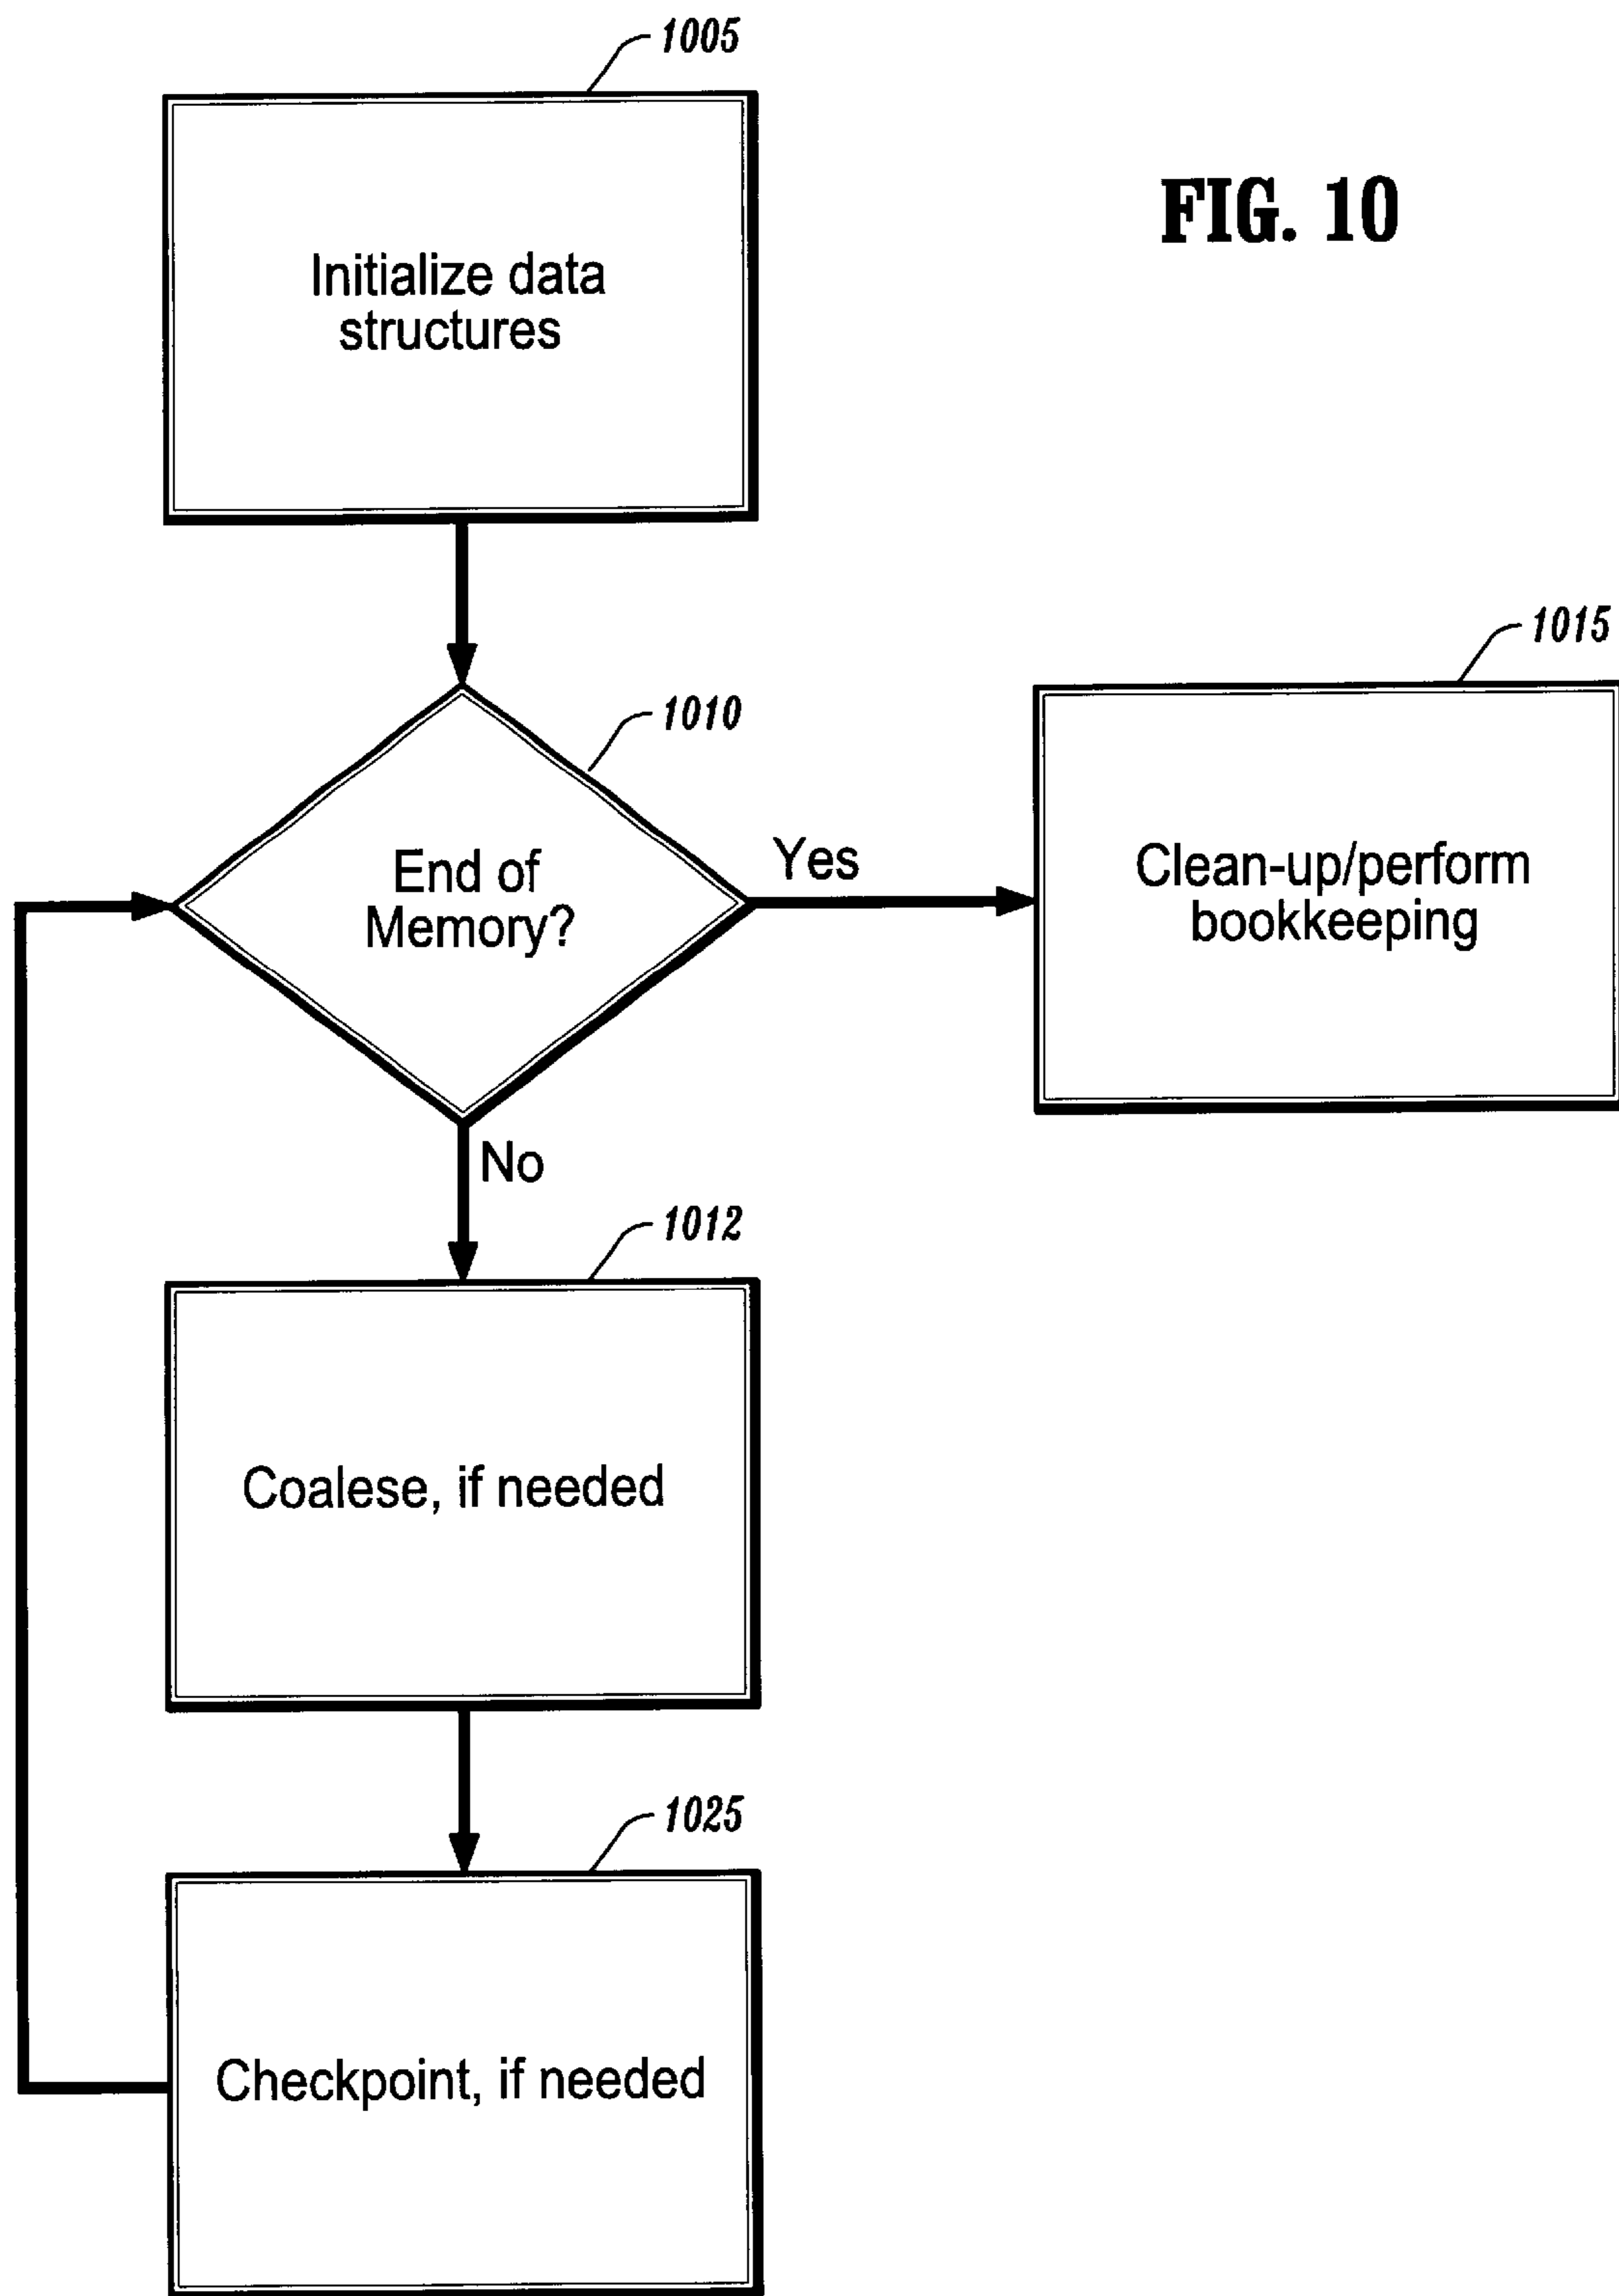 1005
FIG. 10
Initialize data
structures
1015
1010
End of
Memory?
Yes
Clean-up/perform
bookkeeping
No
1012
Coalese, if needed
1025
Checkpoint, if needed